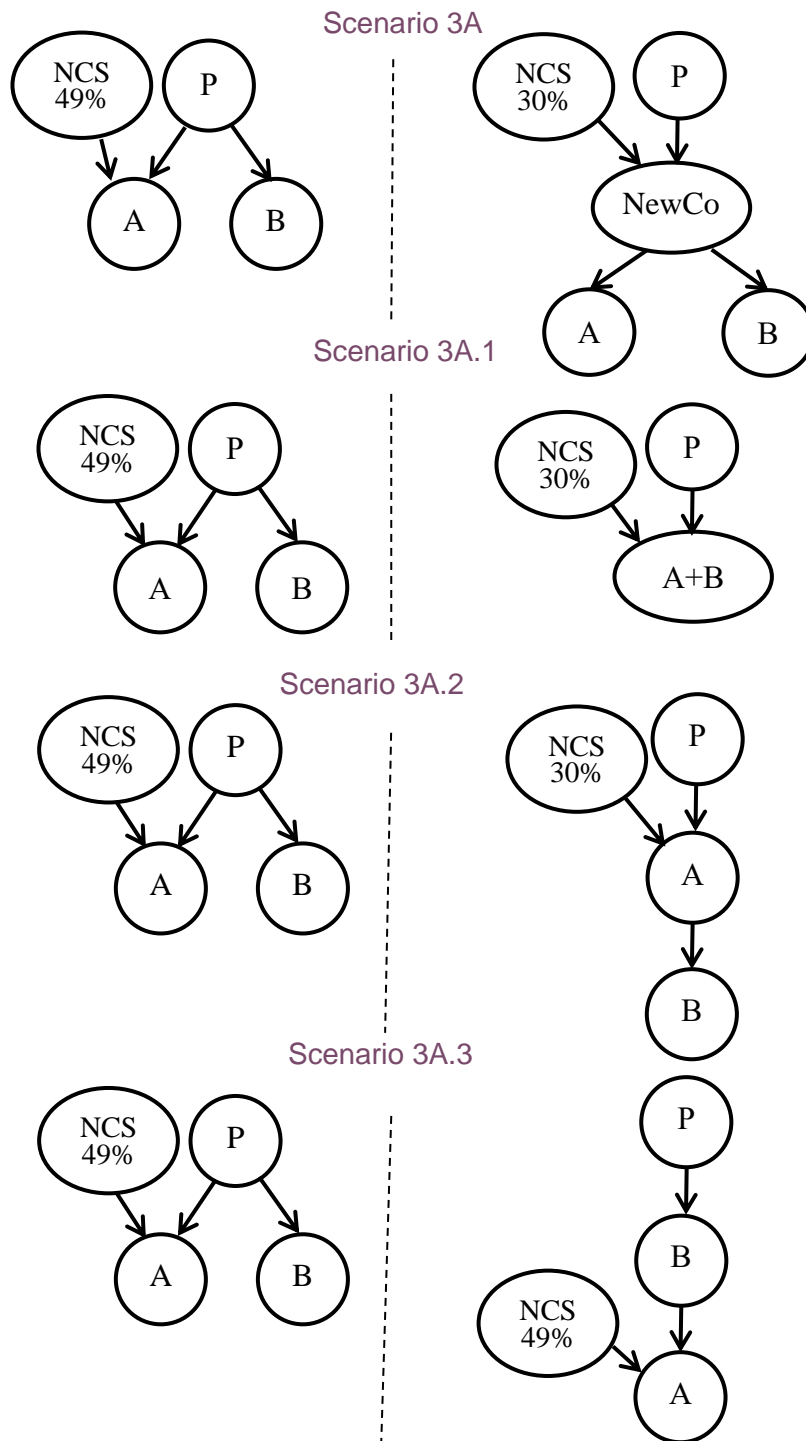 Scenario 3A
NCS
49%
P
A
B
NCS
30%
P
NewCo
A
B
Scenario 3A.1
NCS
49%
P
A
B
NCS
30%
P
A+B
Scenario 3A.2
NCS
49%
P
A
B
NCS
30%
P
A
B
Scenario 3A.3
NCS
49%
P
A
B
P
B
NCS
49%
A